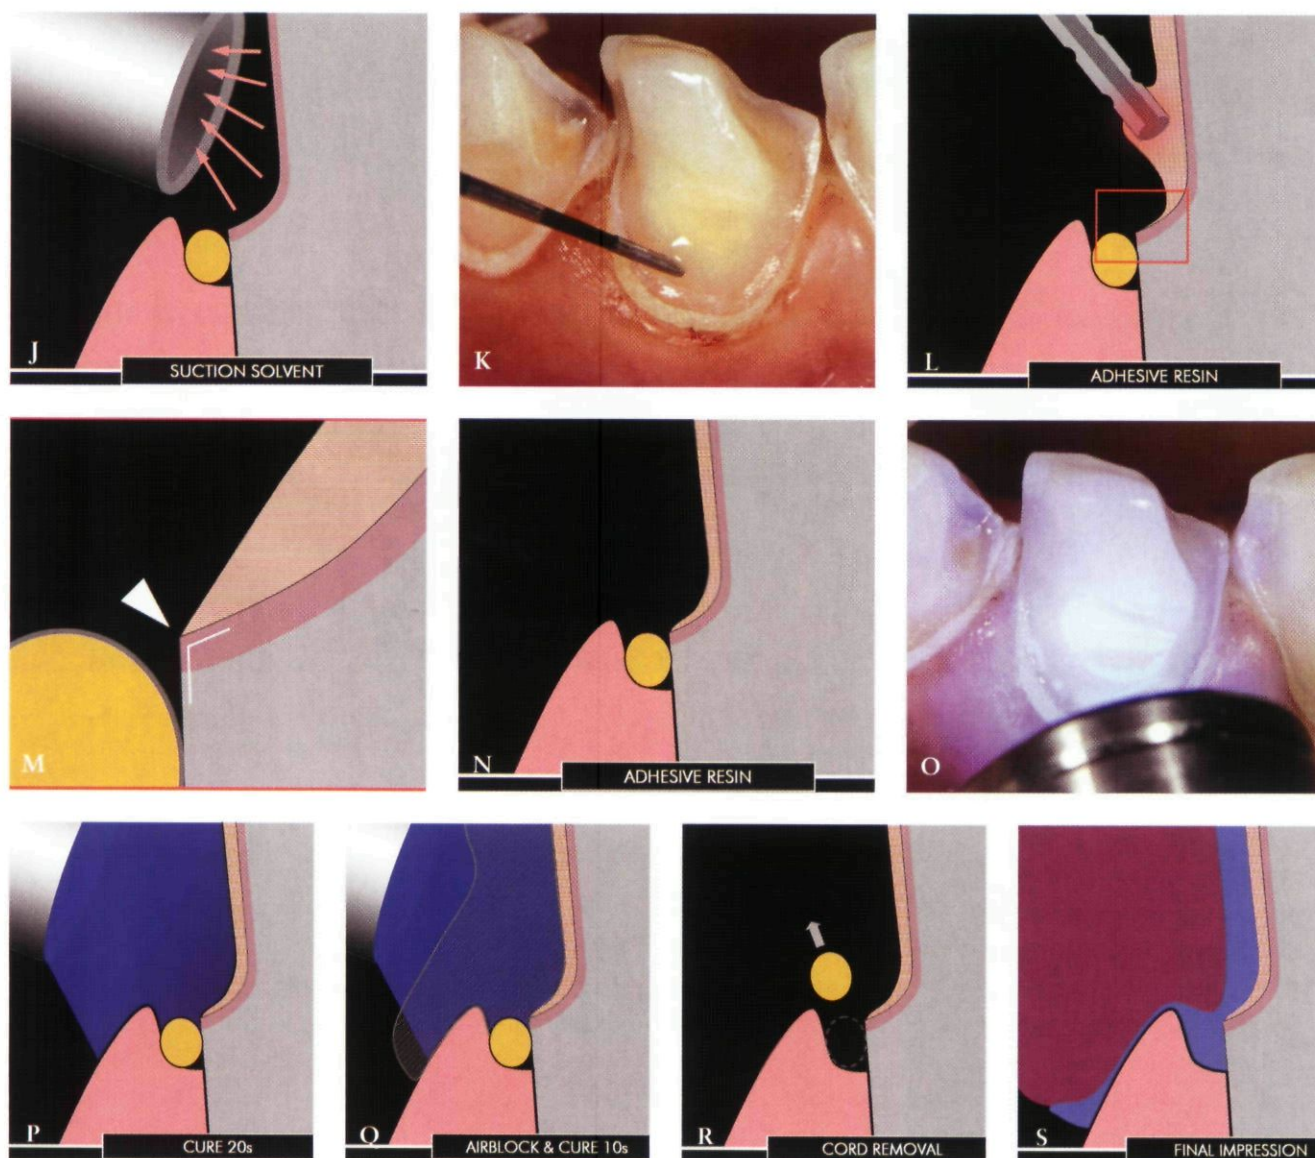 J
SUCTION SOLVENT
K
L
ADHESIVE RESIN
M
N
ADHESIVE RESIN
O
P
CURE 20s
Q
AIRBLOCK & CURE 10s
R
CORD REMOVAL
S
FINAL IMPRESSION